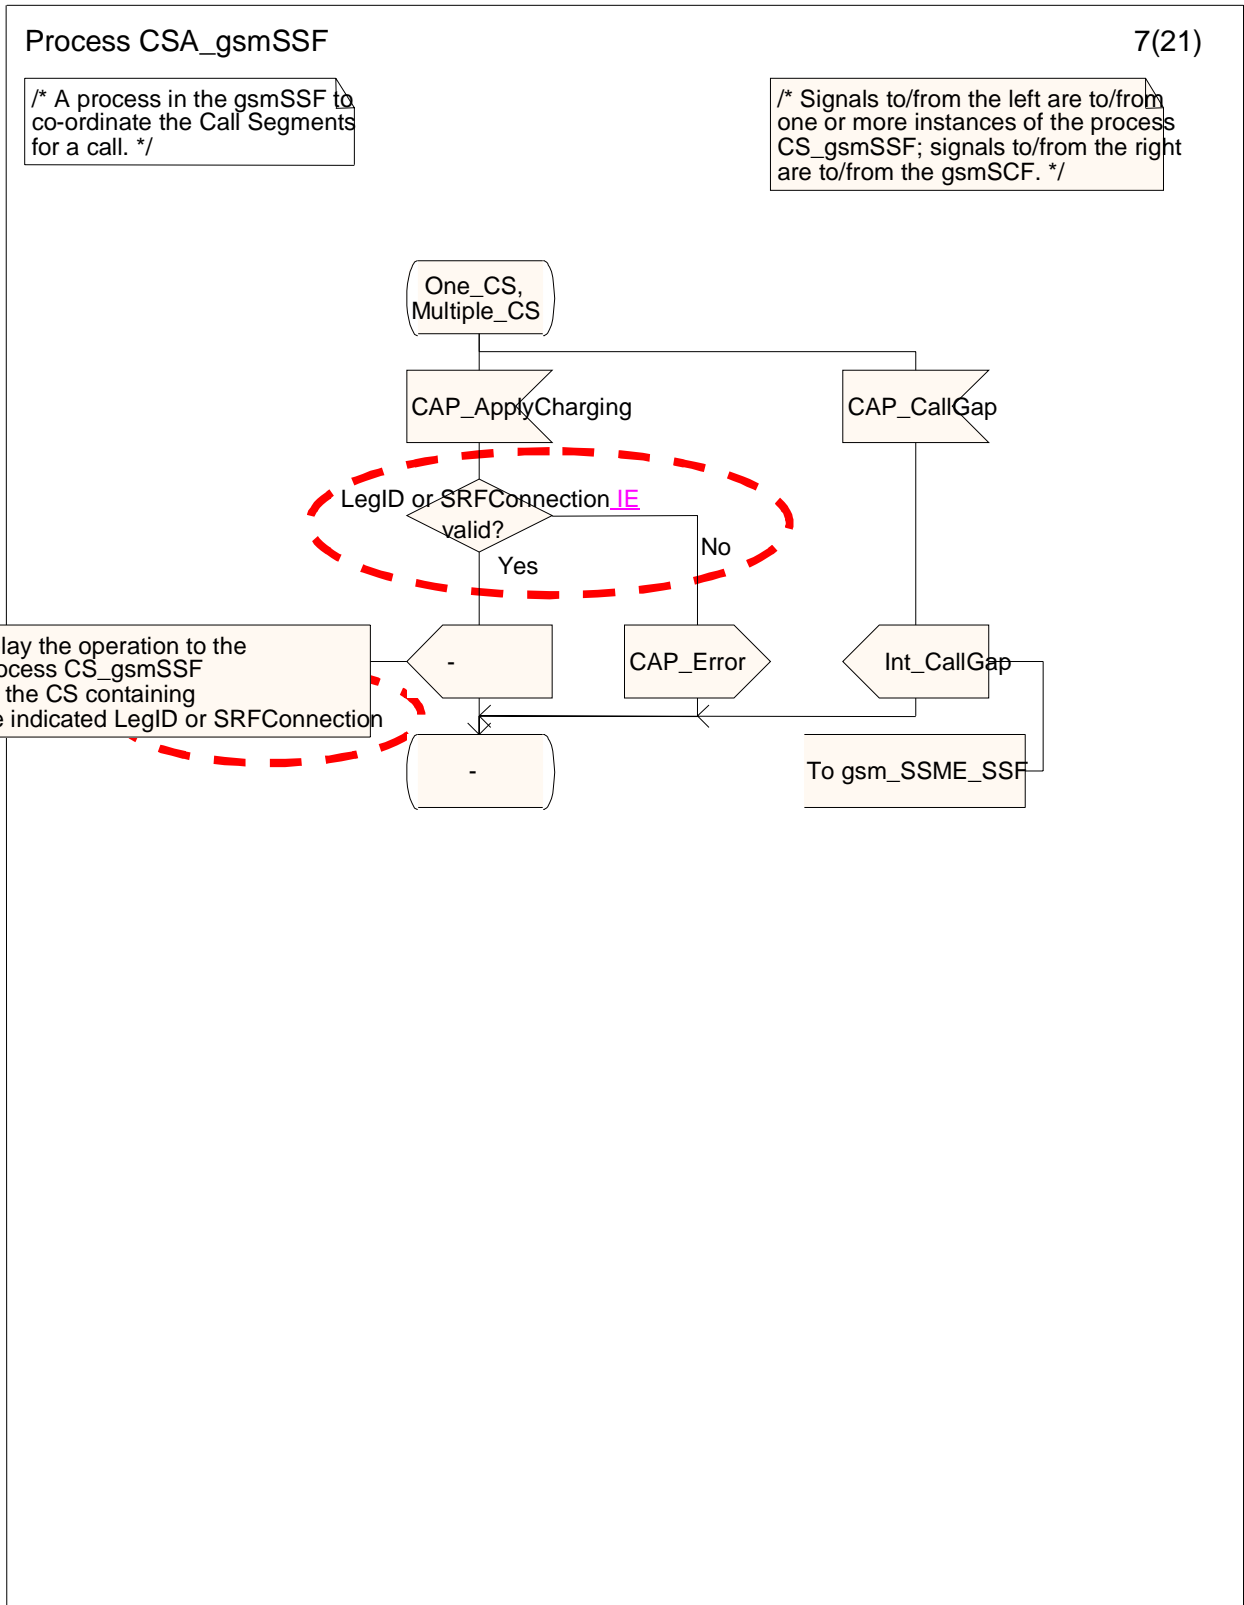 Process CSA_gsmSSF
7(21)
/* A process in the gsmSSF to
co-ordinate the Call Segments
for a call. */
/* Signals to/from the left are to/from
one or more instances of the process
CS_gsmSSF; signals to/from the right
are to/from the gsmSCF. */
One_CS,
Multiple_CS
CAP_ApplyCharging
CAP_CallGap
LegID or SRFConnection IE
valid?
No
Yes
lay the operation to the
ocess CS_gsmSSF
the CS containing
e indicated LegID or SRFConnection
-
CAP_Error
Int_CallGap
-
To gsm_SSME_SSF